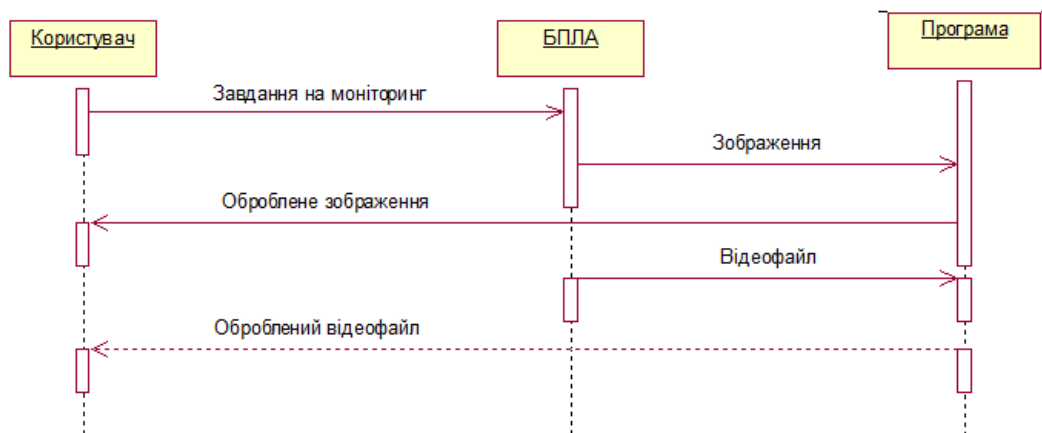 Користувач
БПЛА
Програма
Завдання на моніторинг
Зображення
Оброблене зображення
Відеофайл
Оброблений відеофайл